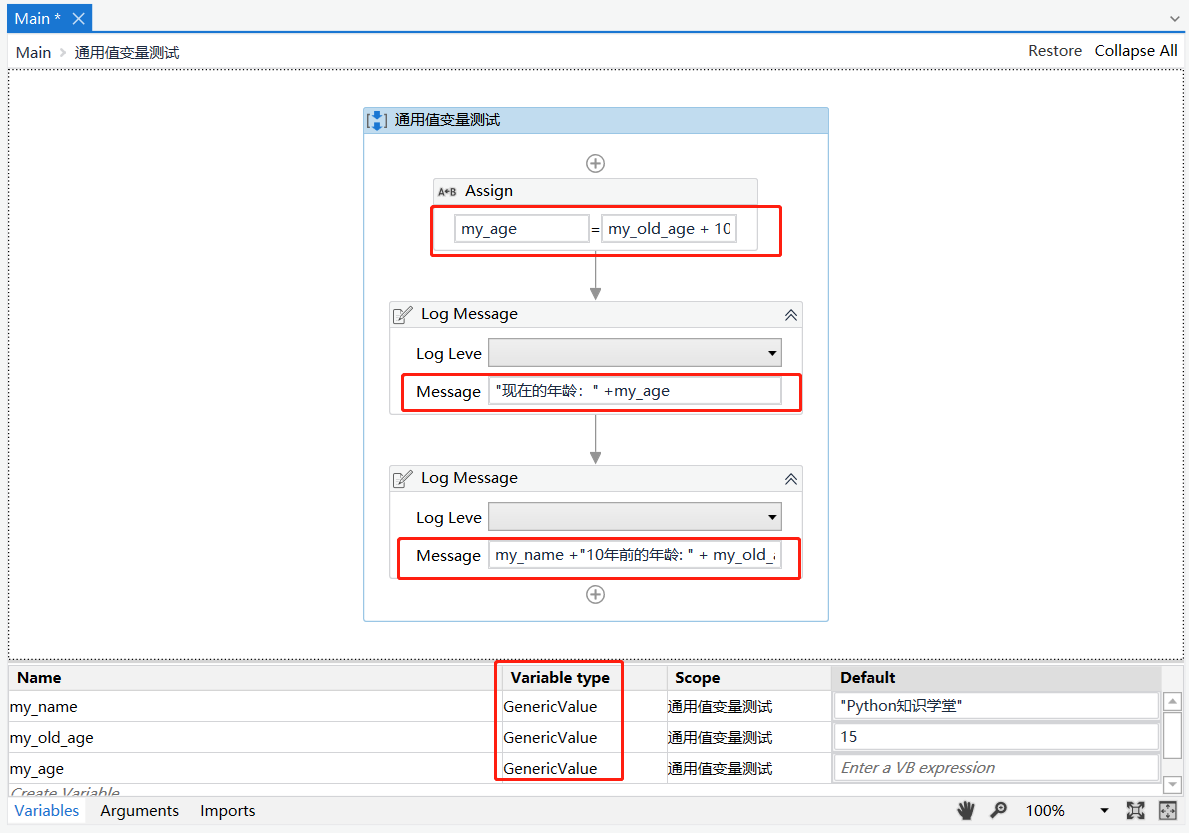 Main *
Main > 通用值变量测试 Restore Collapse All
通用值变量测试
A B Assign
my_age = my_old_age + 10
Log Message
Log Leve
Message "现在的年龄：" +my_age
Log Message
Log Leve
Message my_name +"10年前的年龄: " + my_old_
Name Variable type Scope Default
my_name GenericValue 通用值变量测试 "Python知识学堂"
my_old_age GenericValue 通用值变量测试 15
my_age GenericValue 通用值变量测试 Enter a VB expression
Create Variable
Variables Arguments Imports 100%